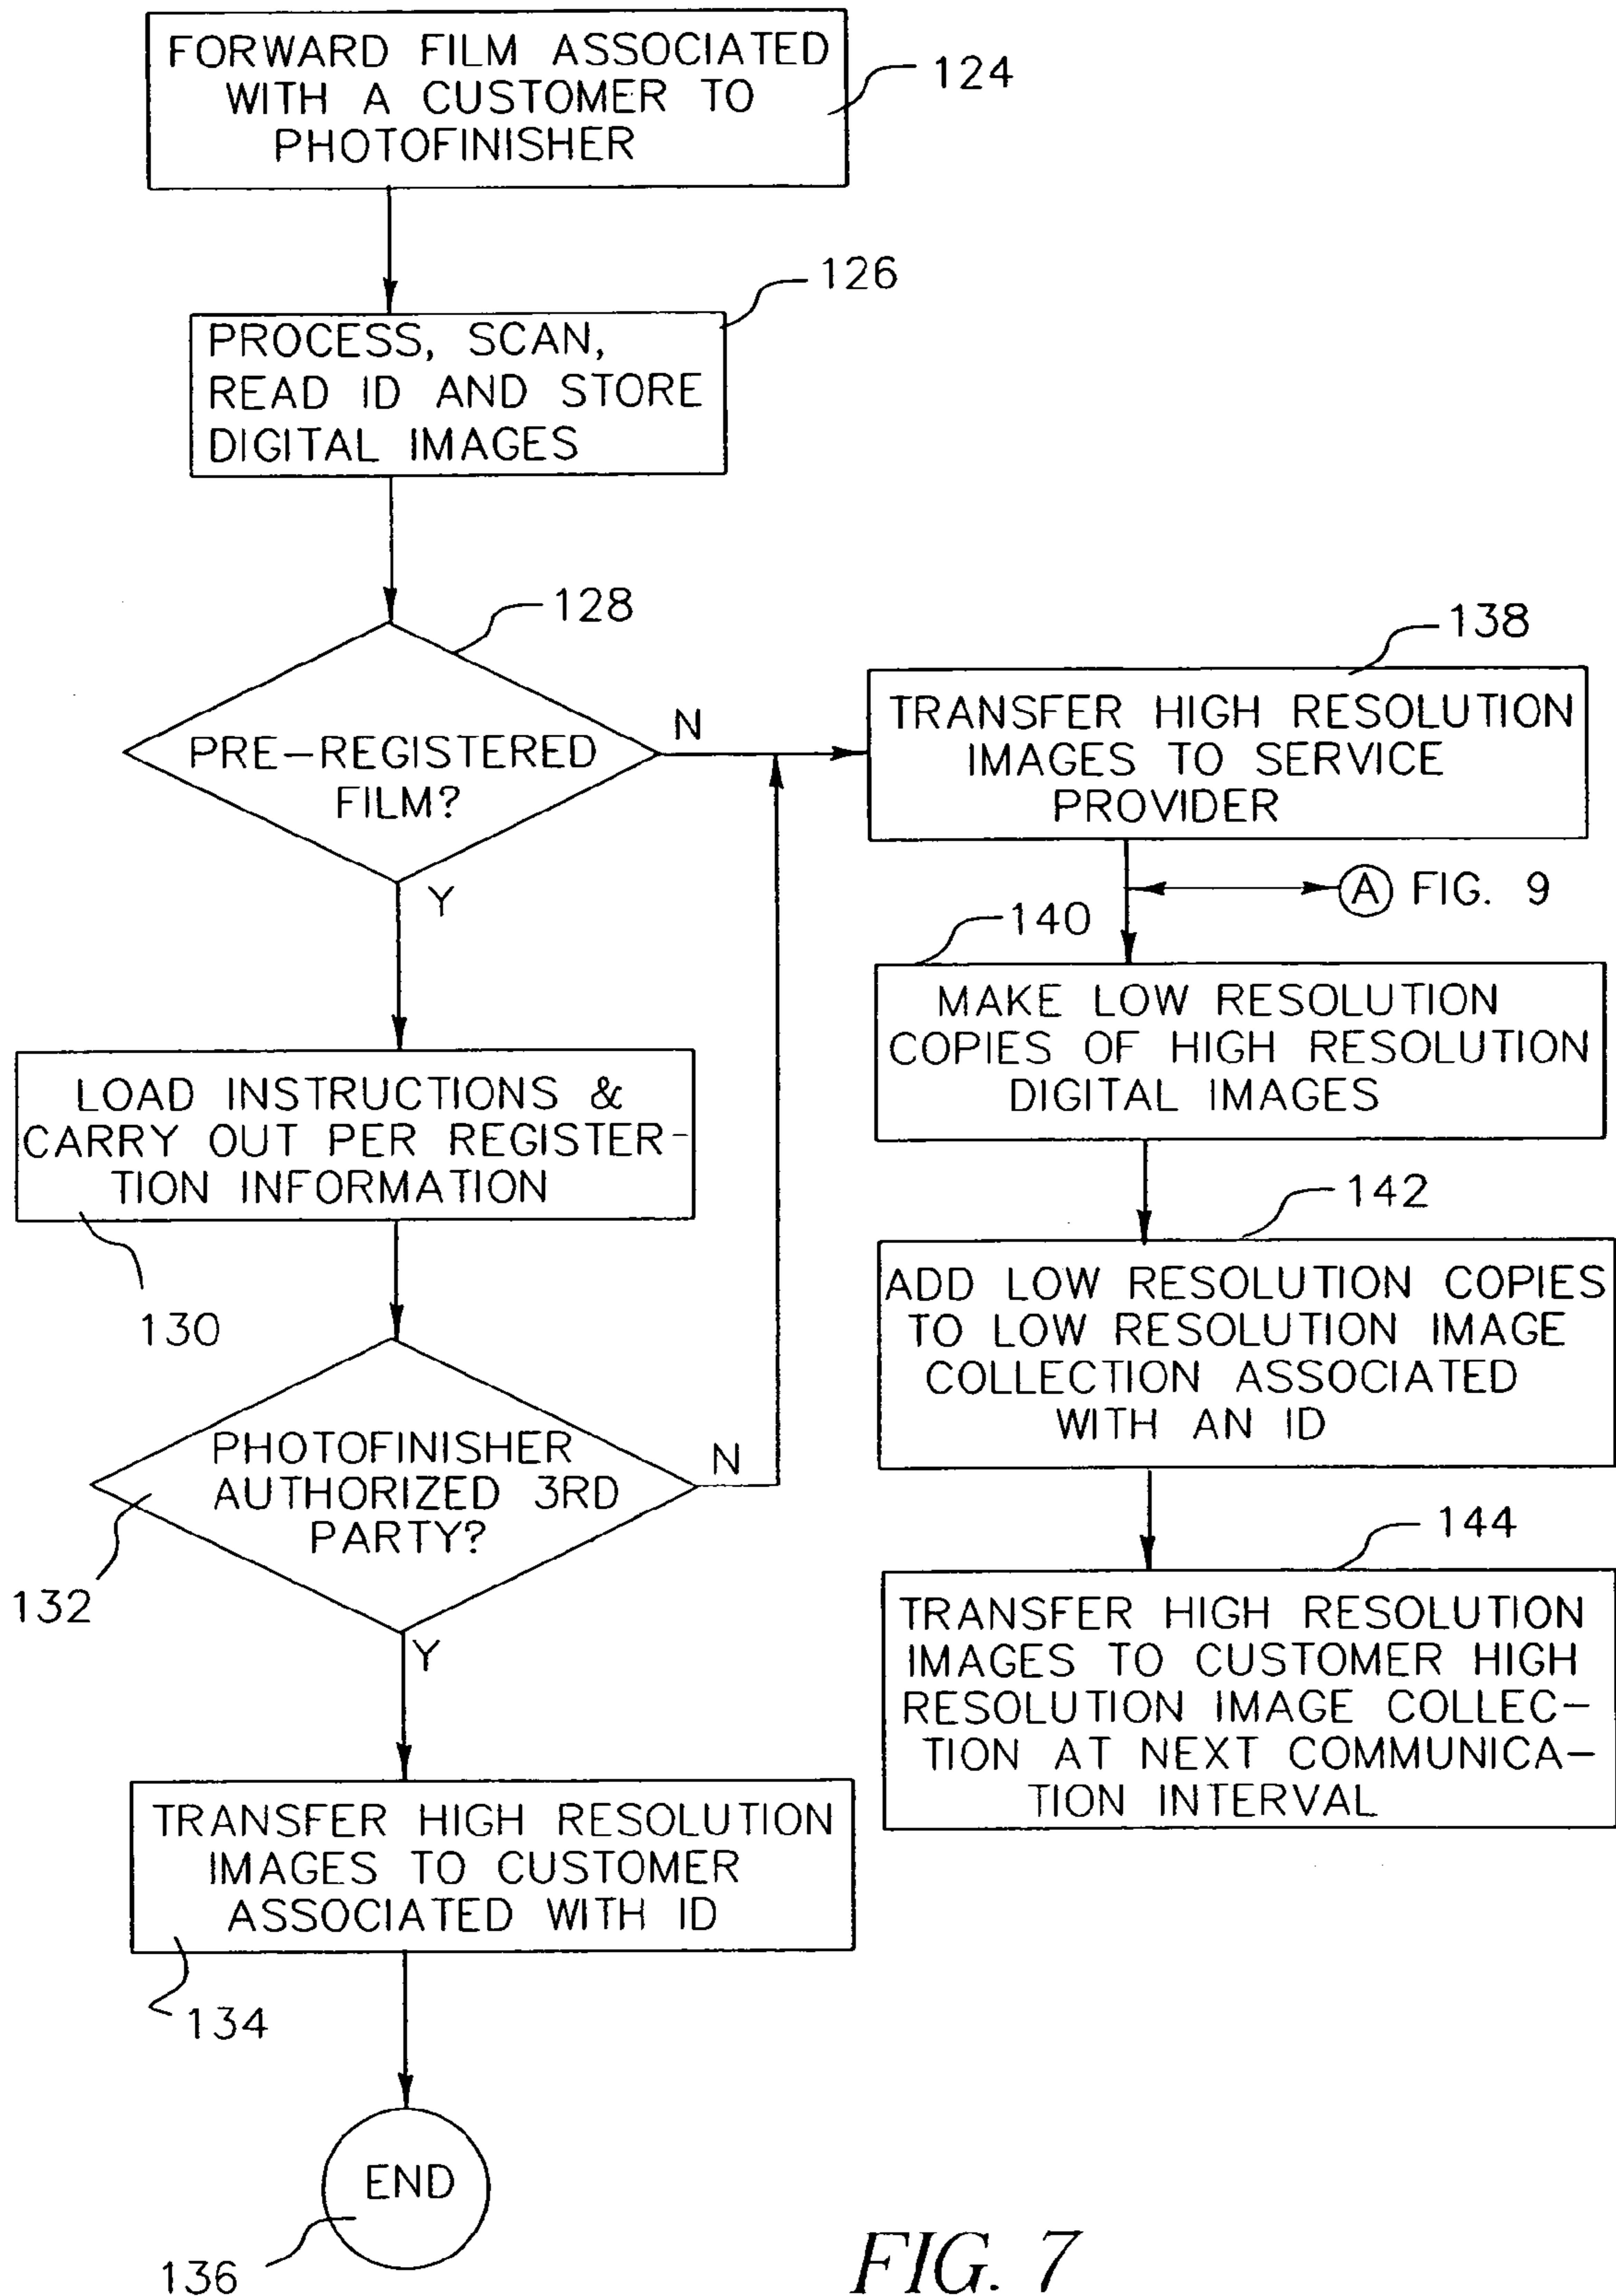 FORWARD FILM ASSOCIATED
WITH A CUSTOMER TO
PHOTOFINISHER
124
PROCESS, SCAN,
READ ID AND STORE
DIGITAL IMAGES
126
PRE-REGISTERED
FILM?
128
N
Y
LOAD INSTRUCTIONS &
CARRY OUT PER REGISTER-
TION INFORMATION
130
PHOTOFINISHER
AUTHORIZED 3RD
PARTY?
132
N
Y
TRANSFER HIGH RESOLUTION
IMAGES TO CUSTOMER
ASSOCIATED WITH ID
134
END
136
138
TRANSFER HIGH RESOLUTION
IMAGES TO SERVICE
PROVIDER
A FIG. 9
140
MAKE LOW RESOLUTION
COPIES OF HIGH RESOLUTION
DIGITAL IMAGES
142
ADD LOW RESOLUTION COPIES
TO LOW RESOLUTION IMAGE
COLLECTION ASSOCIATED
WITH AN ID
144
TRANSFER HIGH RESOLUTION
IMAGES TO CUSTOMER HIGH
RESOLUTION IMAGE COLLEC-
TION AT NEXT COMMUNICA-
TION INTERVAL
FIG. 7